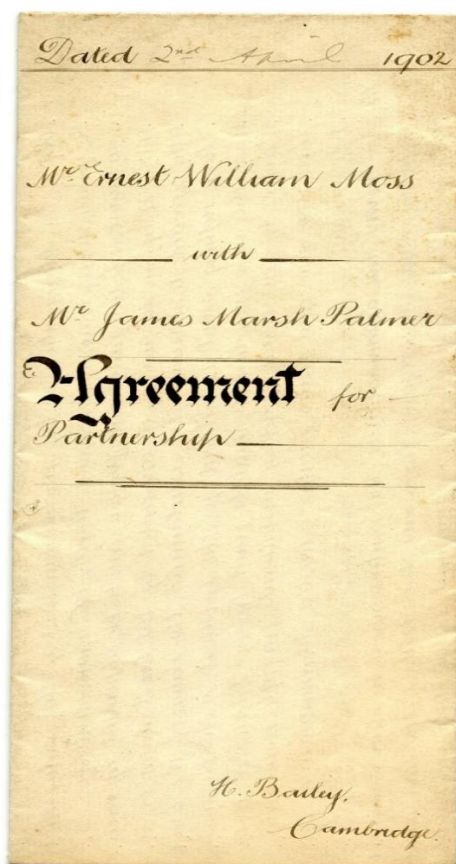 Dated 2nd April 1902
Mr Ernest William Moss
with
Mr James Marsh Palmer
Agreement for
Partnership
H. Bailey,
Cambridge.